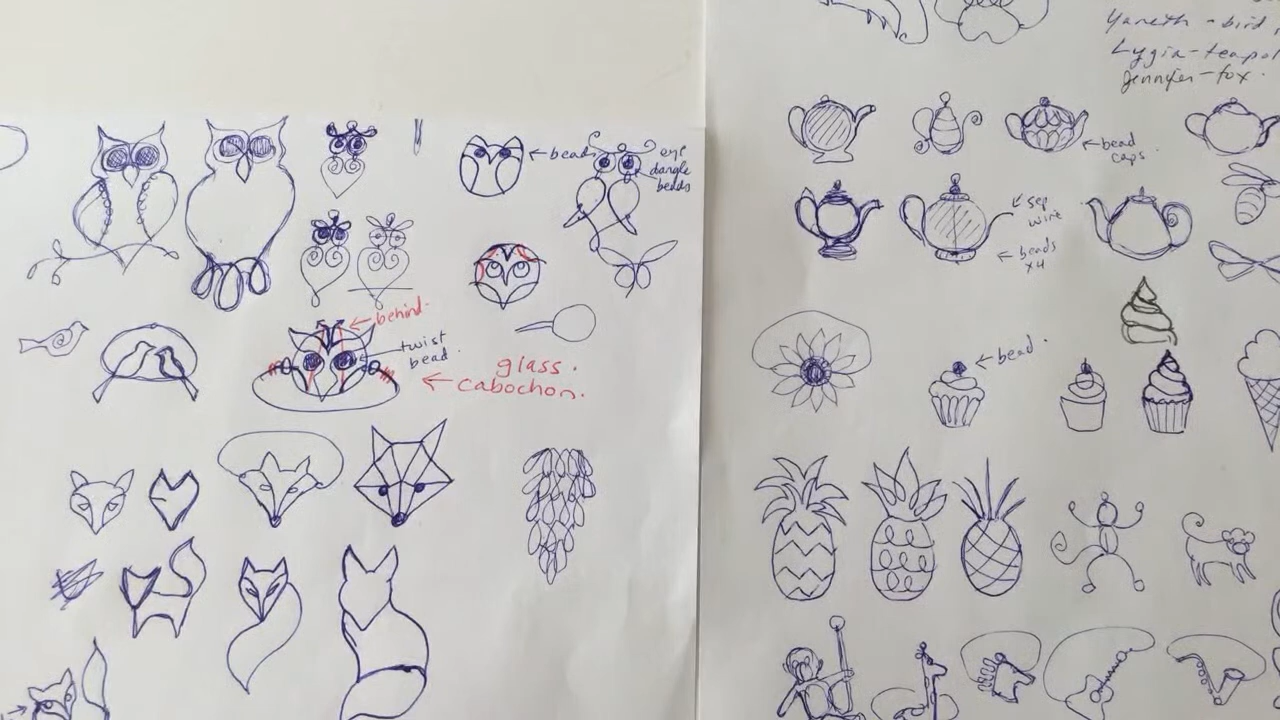 Yaneth - bird,
Lygia - teapot
Jennifer - fox.
bead
caps.
sep
wire
beads
x4
bead.
bead
eye
dangle
beads
behind.
twist
bead.
glass.
cabochon.